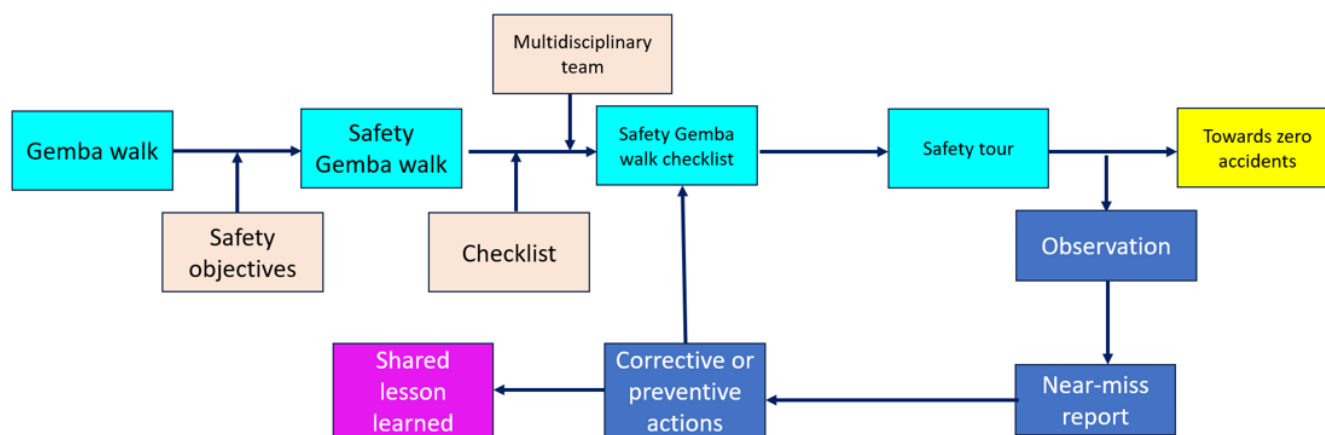 Multidisciplinary
team
Gemba walk
Safety
Gemba walk
Safety Gemba
walk checklist
Safety tour
Towards zero
accidents
Safety
objectives
Checklist
Observation
Shared
lesson
learned
Corrective or
preventive
actions
Near-miss
report